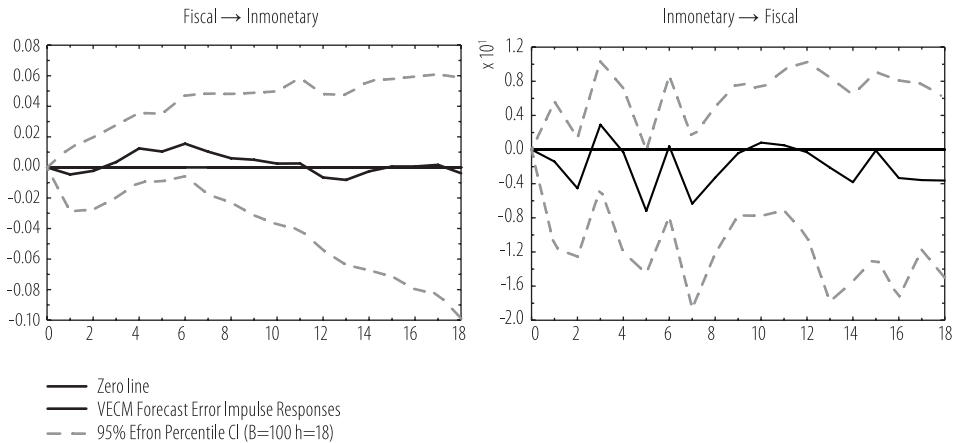 Fiscal → Inmonetary
0.08
0.06
0.04
0.02
0.00
−0.02
−0.04
−0.06
−0.08
−0.10
0 2 4 6 8 10 12 14 16 18
Inmonetary → Fiscal
x 10¹
1.2
0.8
0.4
0.0
−0.4
−0.8
−1.2
−1.6
−2.0
0 2 4 6 8 10 12 14 16 18
Zero line
VECM Forecast Error Impulse Responses
95% Efron Percentile CI (B=100 h=18)